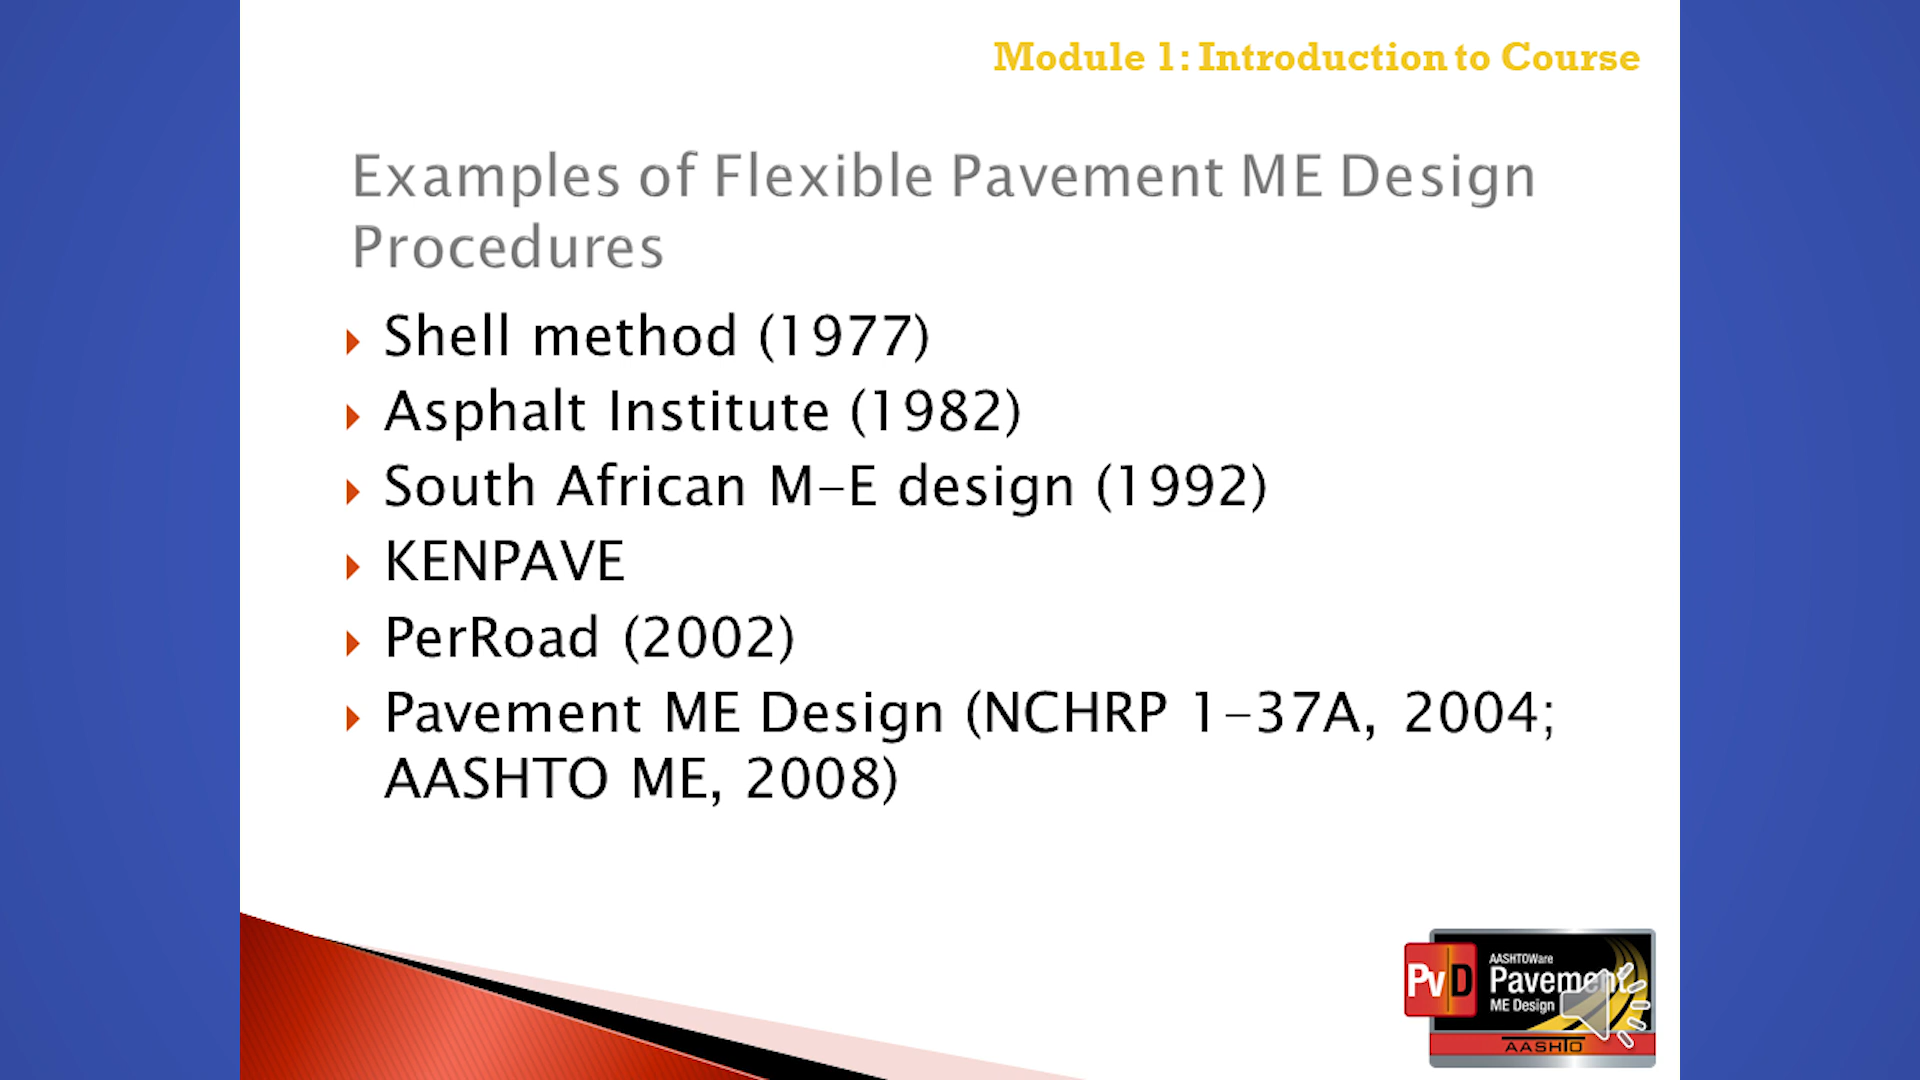 Module 1: Introduction to Course
Examples of Flexible Pavement ME Design
Procedures
Shell method (1977)
Asphalt Institute (1982)
South African M-E design (1992)
KENPAVE
PerRoad (2002)
Pavement ME Design (NCHRP 1-37A, 2004;
AASHTO ME, 2008)
AASHTOWare
PvD Pavement
ME Design
AASHTO